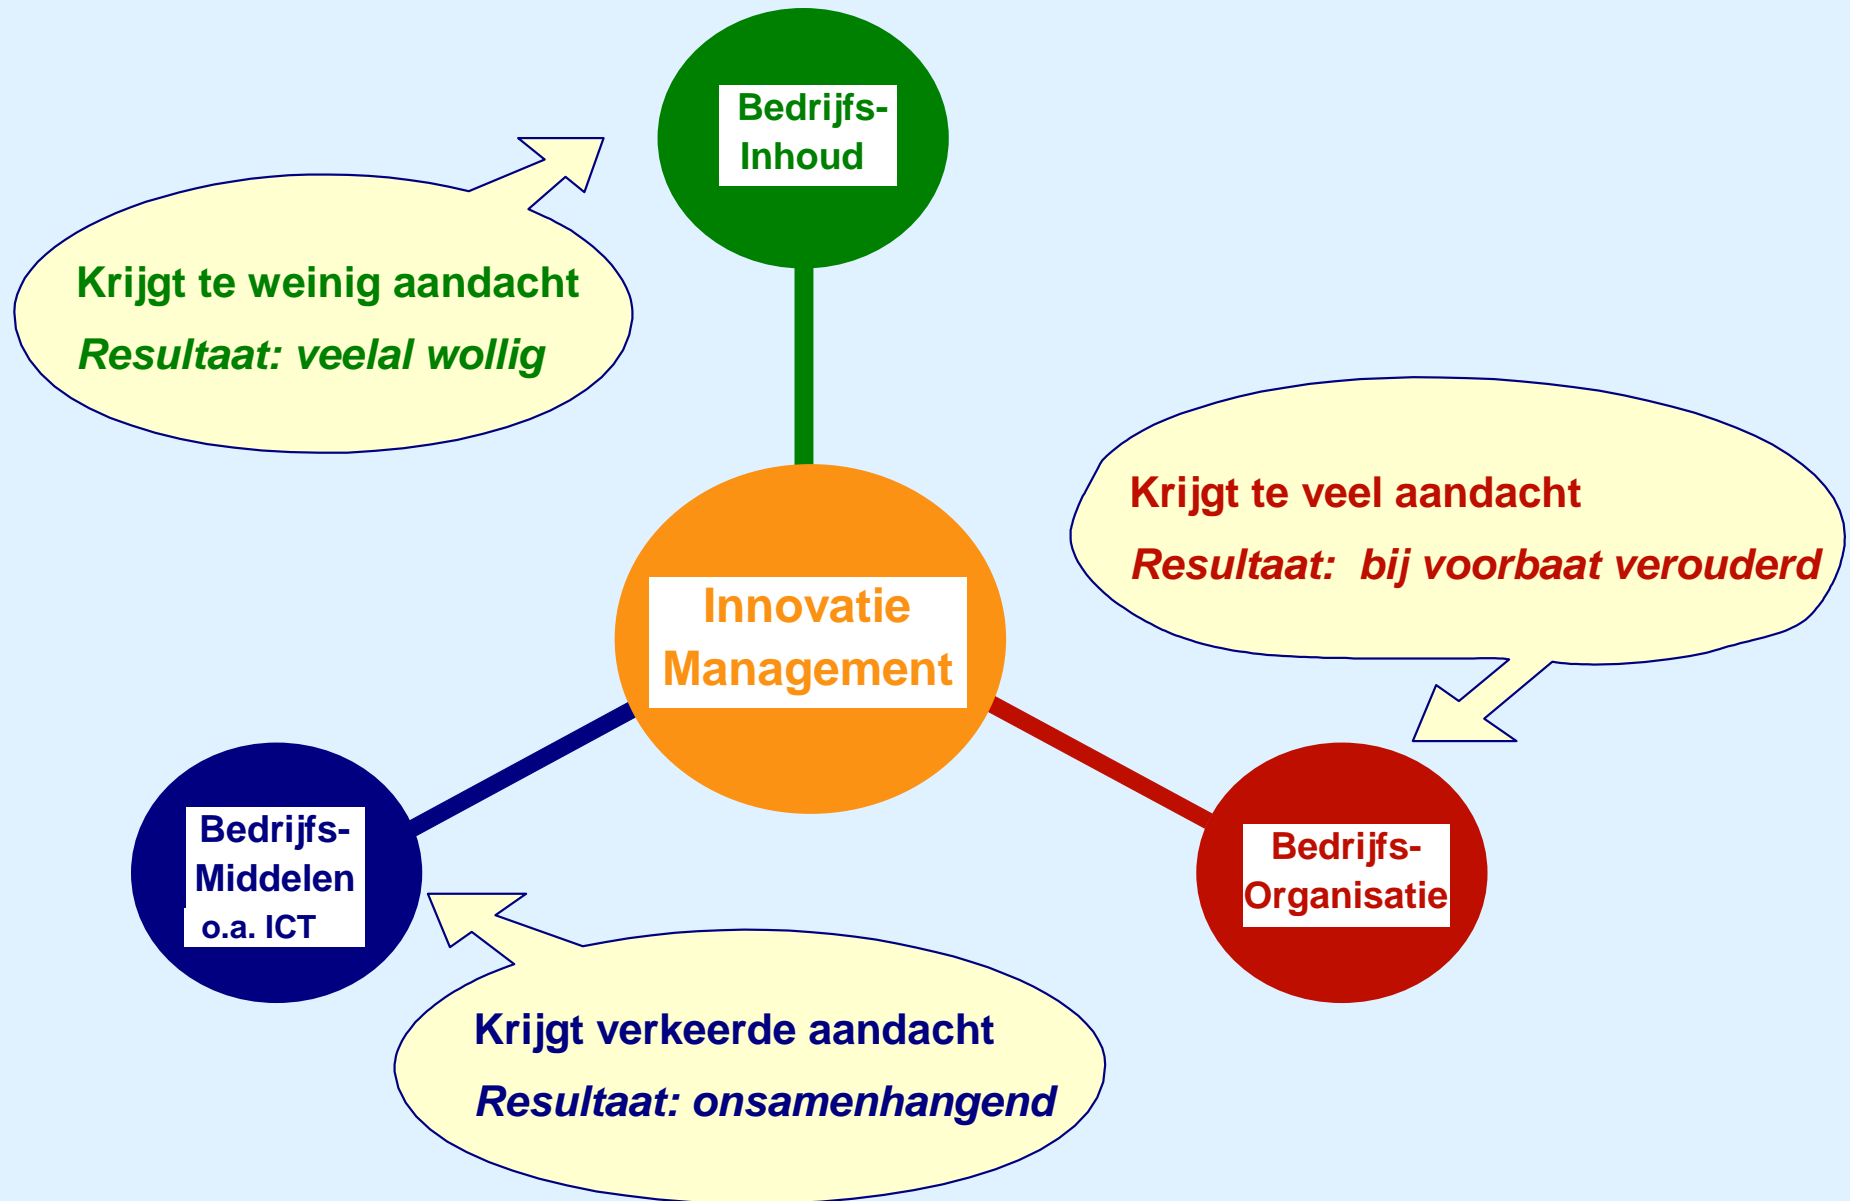 Bedrijfs-
Inhoud
Krijgt te weinig aandacht
Resultaat: veelal wollig
Krijgt te veel aandacht
Resultaat: bij voorbaat verouderd
Innovatie
Management
Bedrijfs-
Middelen
o.a. ICT
Bedrijfs-
Organisatie
Krijgt verkeerde aandacht
Resultaat: onsamenhangend